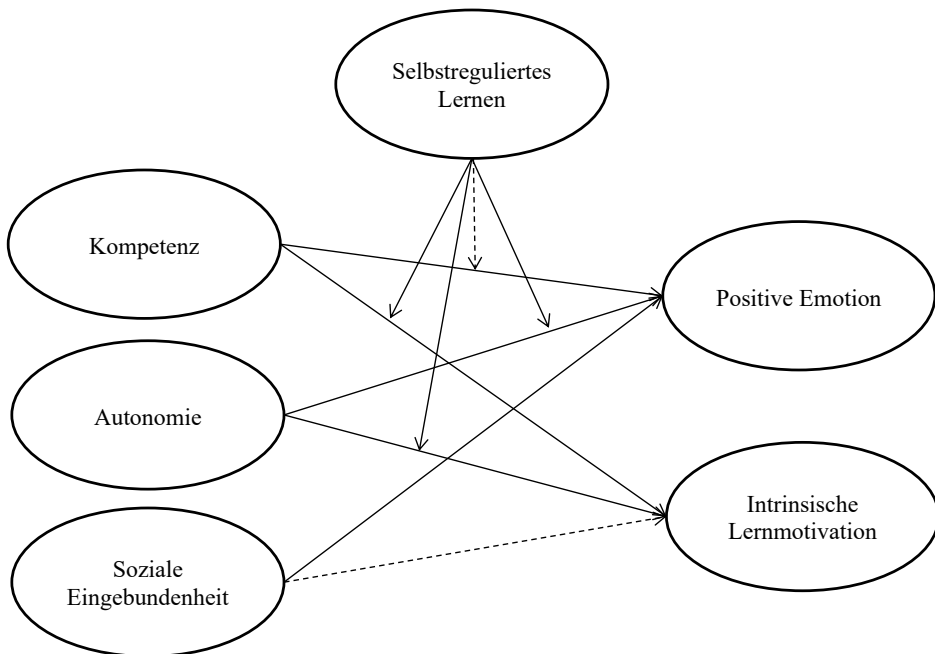 Selbstreguliertes
Lernen
Kompetenz
Positive Emotion
Autonomie
Intrinsische
Lernmotivation
Soziale
Eingebundenheit